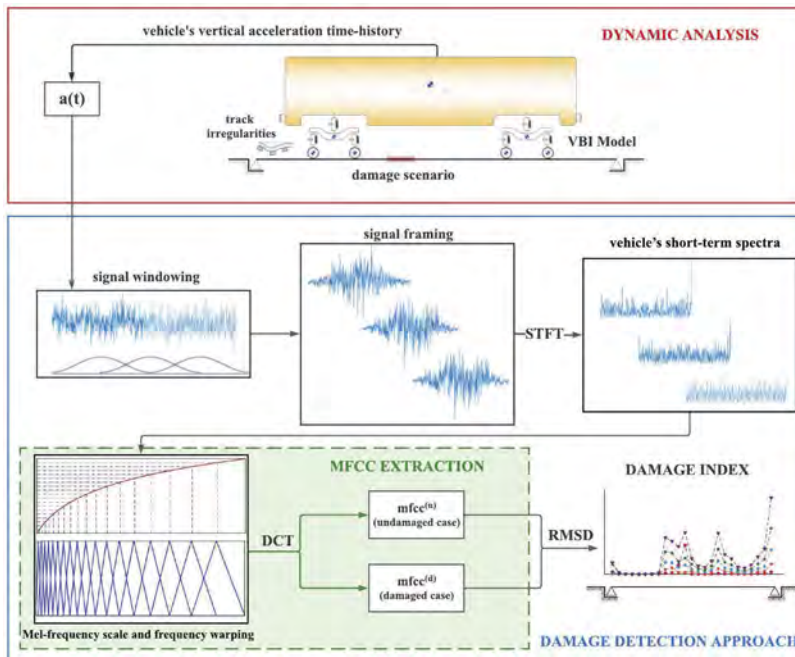 vehicle's vertical acceleration time-history
DYNAMIC ANALYSIS
a(t)
track
irregularities
VBI Model
damage scenario
signal windowing
signal framing
vehicle's short-term spectra
STFT
MFCC EXTRACTION
DAMAGE INDEX
mfcc(u)
(undamaged case)
DCT
RMSD
mfcc(d)
(damaged case)
Mel-frequency scale and frequency warping
DAMAGE DETECTION APPROACH